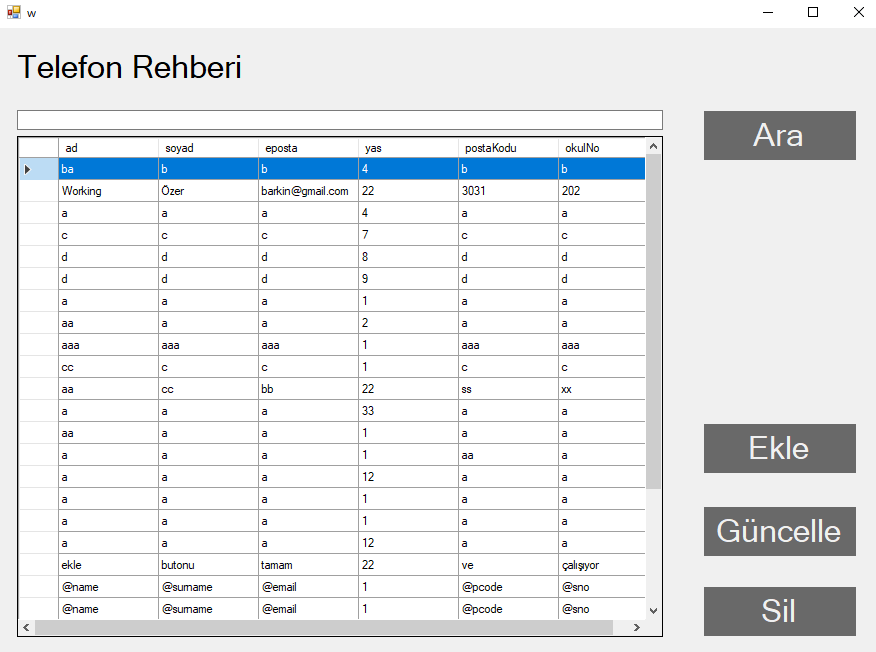 w
Telefon Rehberi
Ara
ad soyad eposta yas postaKodu okulNo
ba b b 4 b b
Working Özer barkin@gmail.com 22 3031 202
a a a 4 a a
c c c 7 c c
d d d 8 d d
d d d 9 d d
a a a 1 a a
aa a a 2 a a
aaa aaa aaa 1 aaa aaa
cc c c 1 c c
aa cc bb 22 ss xx
a a a 33 a a
aa a a 1 a a
a a a 1 aa a
a a a 12 a a
a a a 1 a a
a a a 1 a a
a a a 12 a a
ekle butonu tamam 22 ve çalışıyor
@name @surname @email 1 @pcode @sno
@name @surname @email 1 @pcode @sno
Ekle
Güncelle
Sil